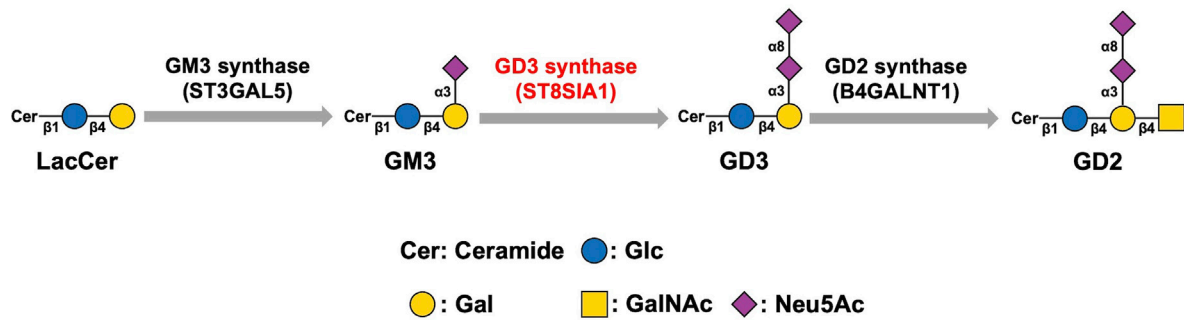 GM3 synthase
(ST3GAL5)
GD3 synthase
(ST8SIA1)
GD2 synthase
(B4GALNT1)
α8
α8
α3
α3
α3
Cer β1 β4
Cer β1 β4
Cer β1 β4
Cer β1 β4 β4
LacCer
GM3
GD3
GD2
Cer: Ceramide : Glc
: Gal : GalNAc : Neu5Ac